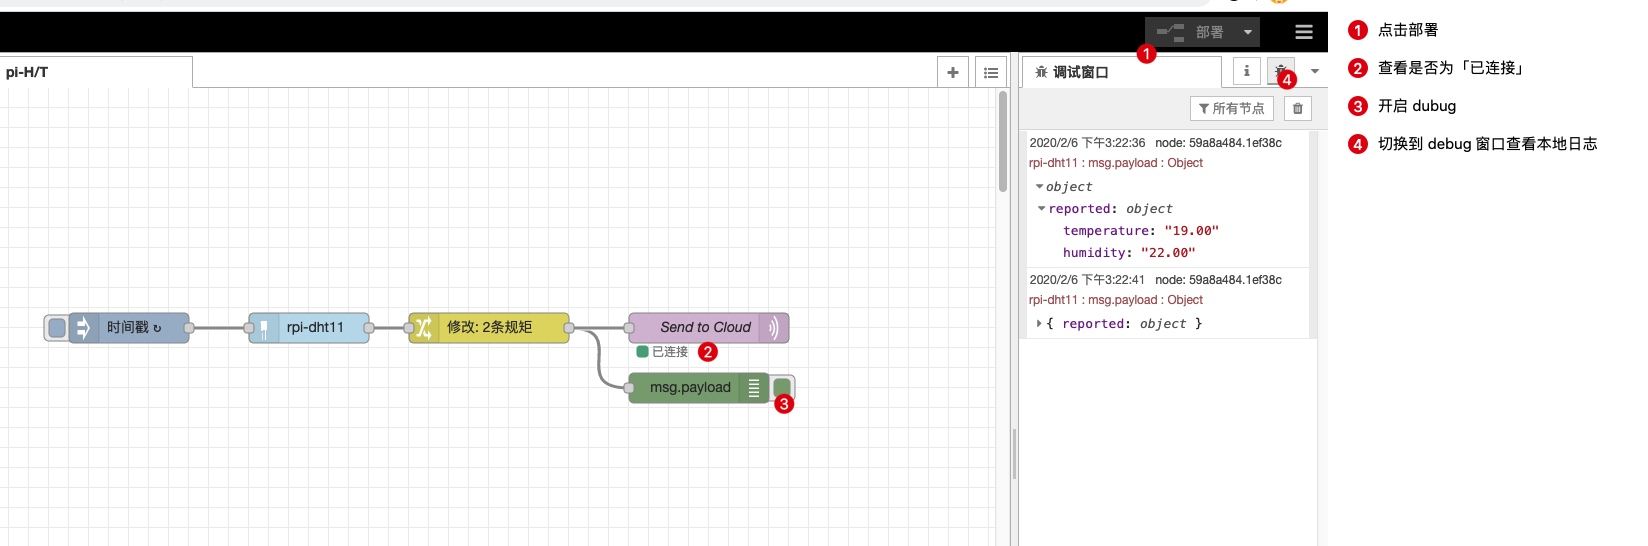 部署
1
pi-H/T
调试窗口
i
4
所有节点
2020/2/6 下午3:22:36 node: 59a8a484.1ef38c
rpi-dht11 : msg.payload : Object
object
reported: object
temperature: "19.00"
humidity: "22.00"
2020/2/6 下午3:22:41 node: 59a8a484.1ef38c
rpi-dht11 : msg.payload : Object
{ reported: object }
时间戳 ↻
rpi-dht11
修改: 2条规矩
Send to Cloud
已连接
2
msg.payload
3
1 点击部署
2 查看是否为「已连接」
3 开启 dubug
4 切换到 debug 窗口查看本地日志